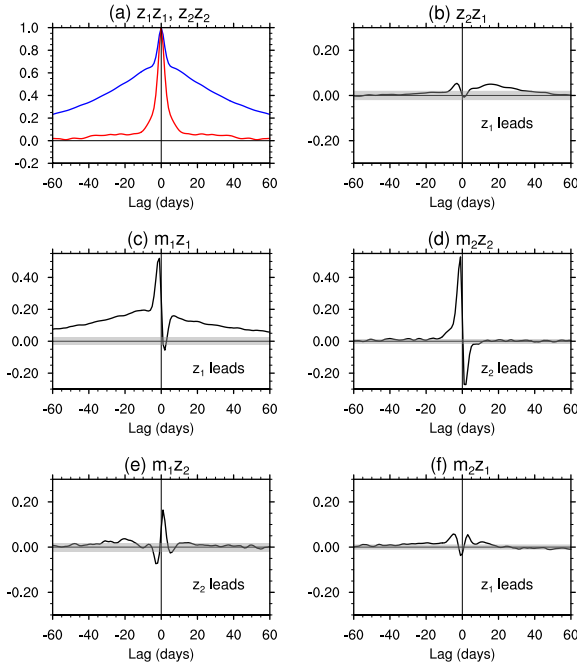 (a) z₁z₁, z₂z₂
1.0
0.8
0.6
0.4
0.2
0.0
-0.2
-60 -40 -20 0 20 40 60
Lag (days)
(b) z₂z₁
0.20
0.00
-0.20
z₁ leads
-60 -40 -20 0 20 40 60
Lag (days)
(c) m₁z₁
0.40
0.20
0.00
-0.20
z₁ leads
-60 -40 -20 0 20 40 60
Lag (days)
(d) m₂z₂
0.40
0.20
0.00
-0.20
z₂ leads
-60 -40 -20 0 20 40 60
Lag (days)
(e) m₁z₂
0.20
0.00
-0.20
z₂ leads
-60 -40 -20 0 20 40 60
Lag (days)
(f) m₂z₁
0.20
0.00
-0.20
z₁ leads
-60 -40 -20 0 20 40 60
Lag (days)